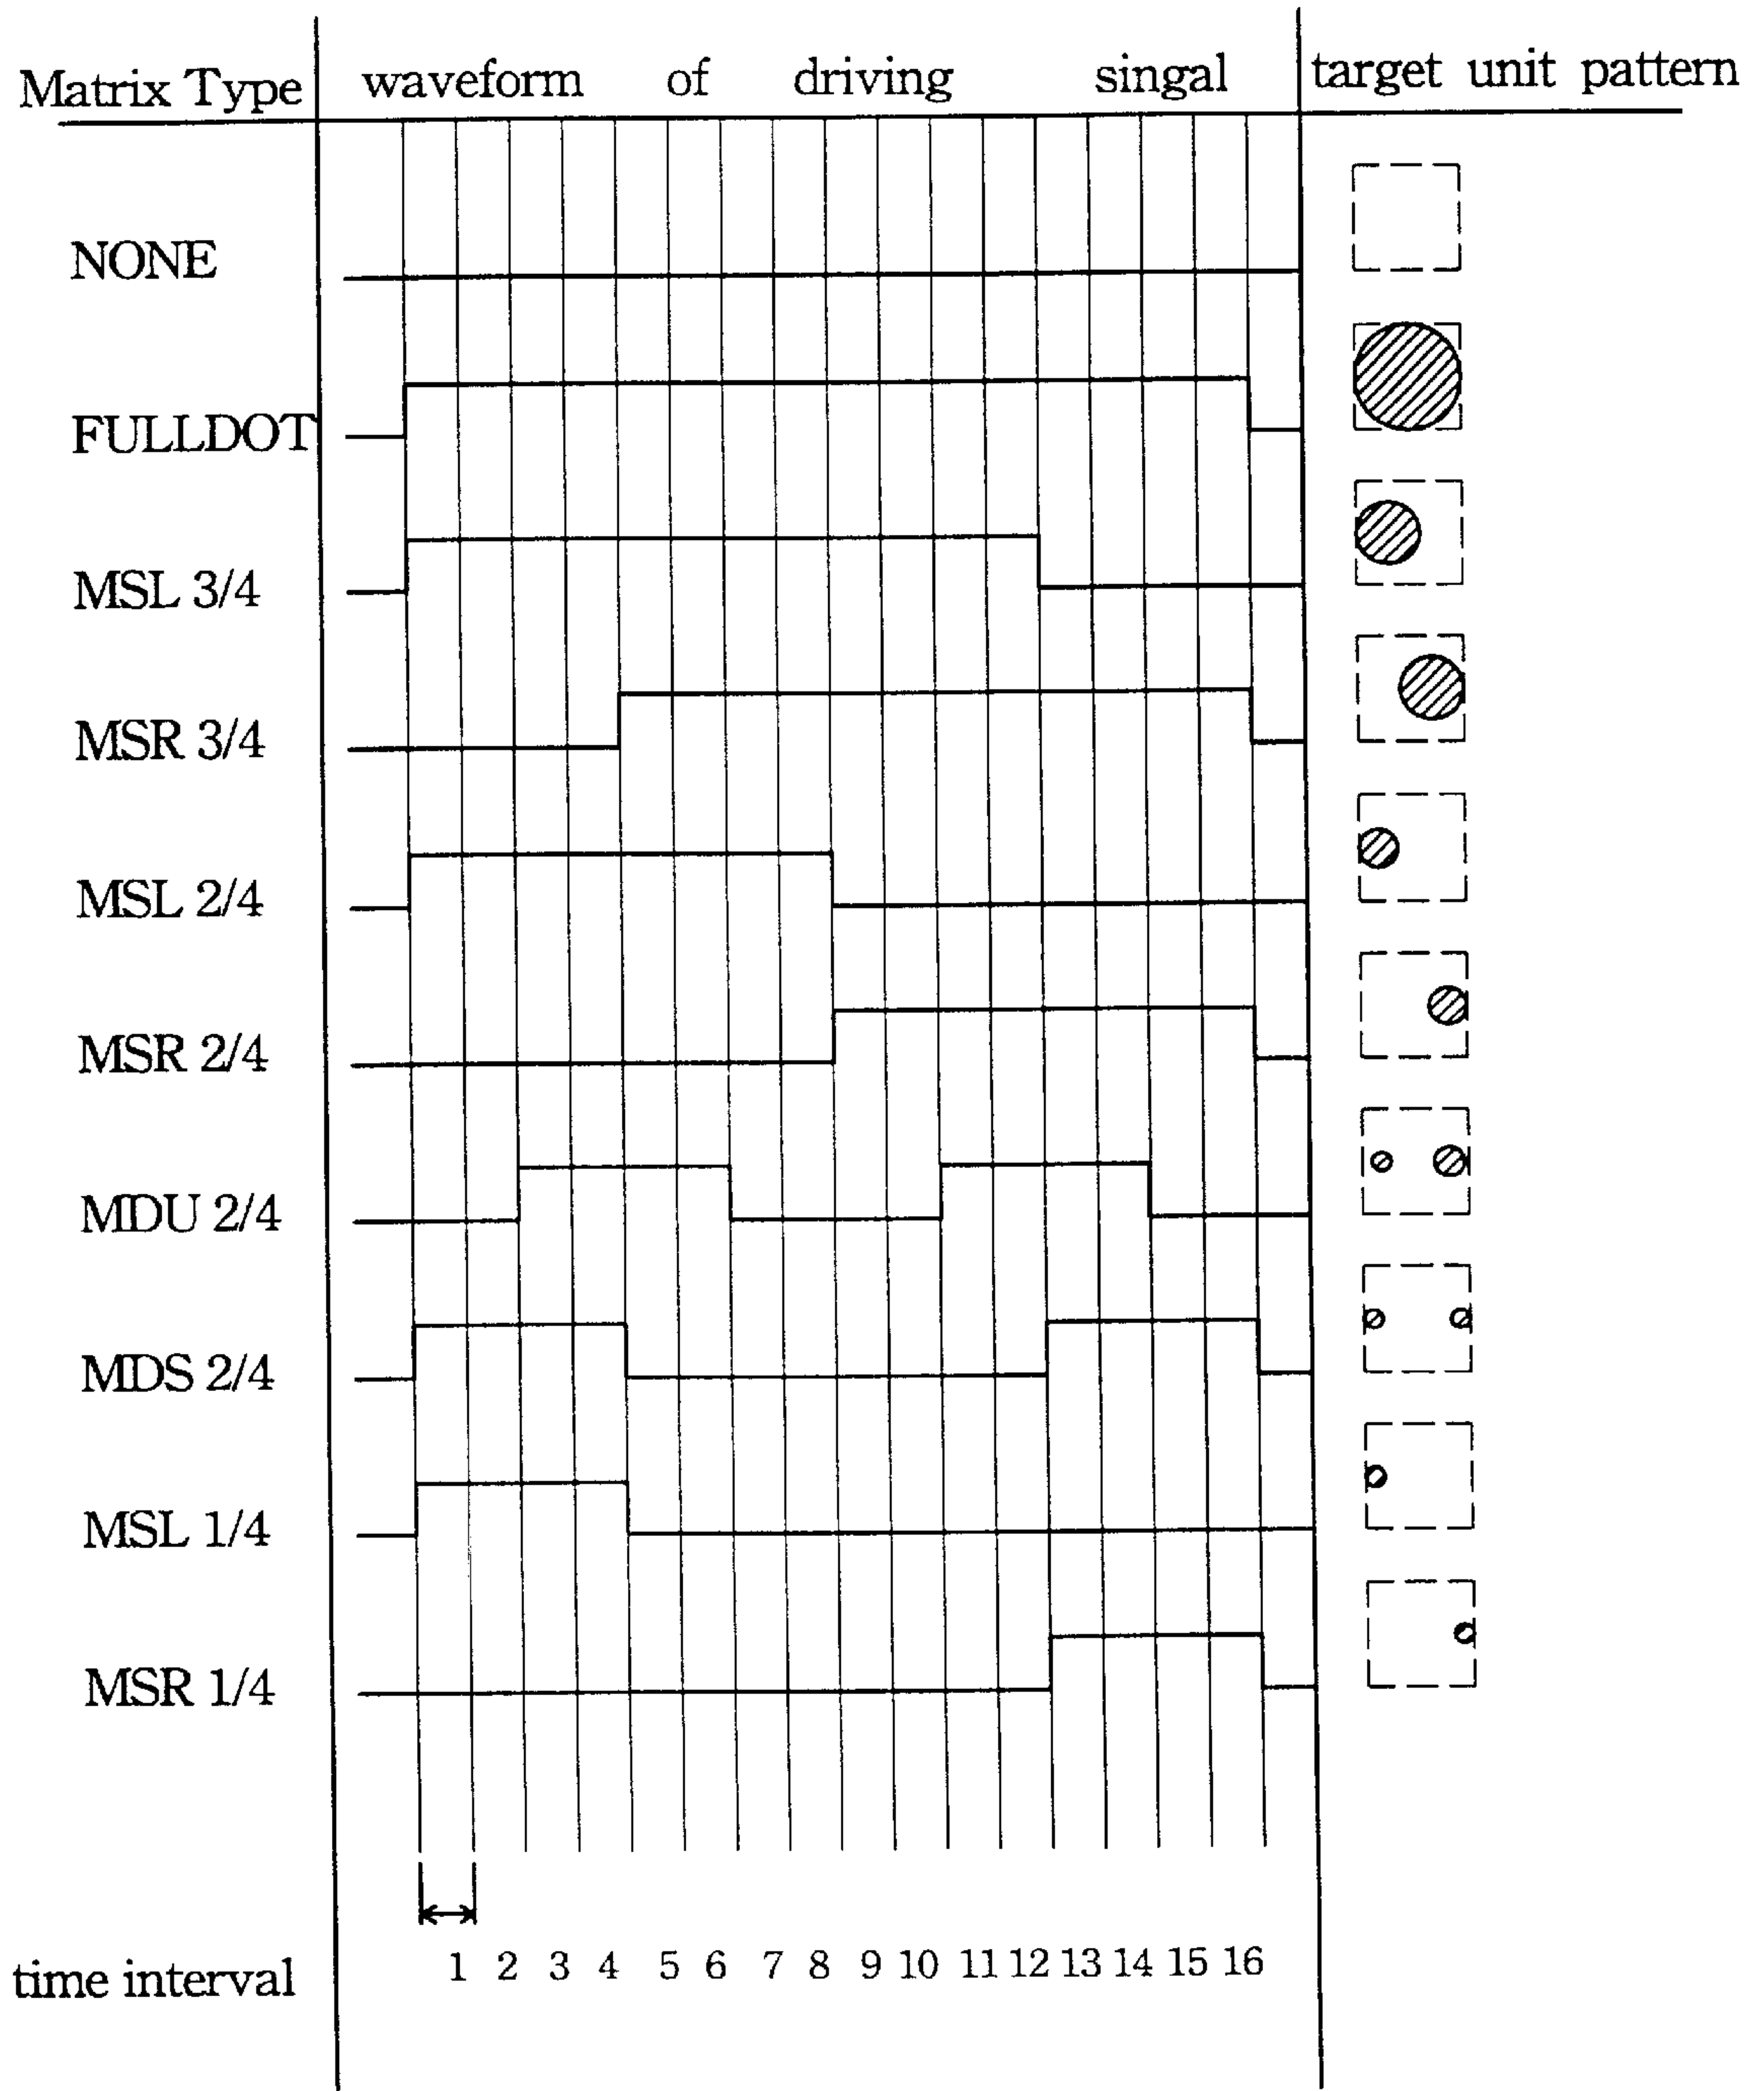 Matrix Type waveform of driving singal target unit pattern
NONE
FULLDOT
MSL 3/4
MSR 3/4
MSL 2/4
MSR 2/4
MDU 2/4
MDS 2/4
MSL 1/4
MSR 1/4
time interval 1 2 3 4 5 6 7 8 9 10 11 12 13 14 15 16